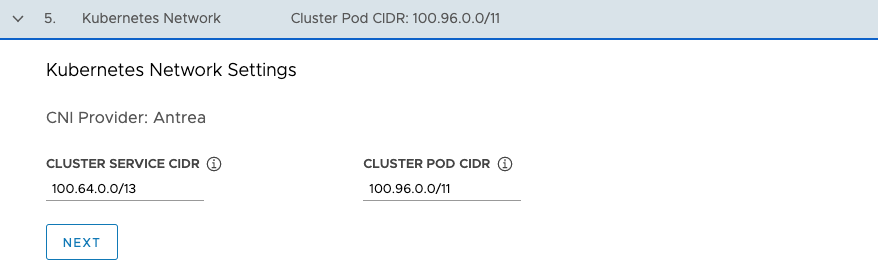 5. Kubernetes Network Cluster Pod CIDR: 100.96.0.0/11
Kubernetes Network Settings
CNI Provider: Antrea
CLUSTER SERVICE CIDR CLUSTER POD CIDR
100.64.0.0/13 100.96.0.0/11
NEXT